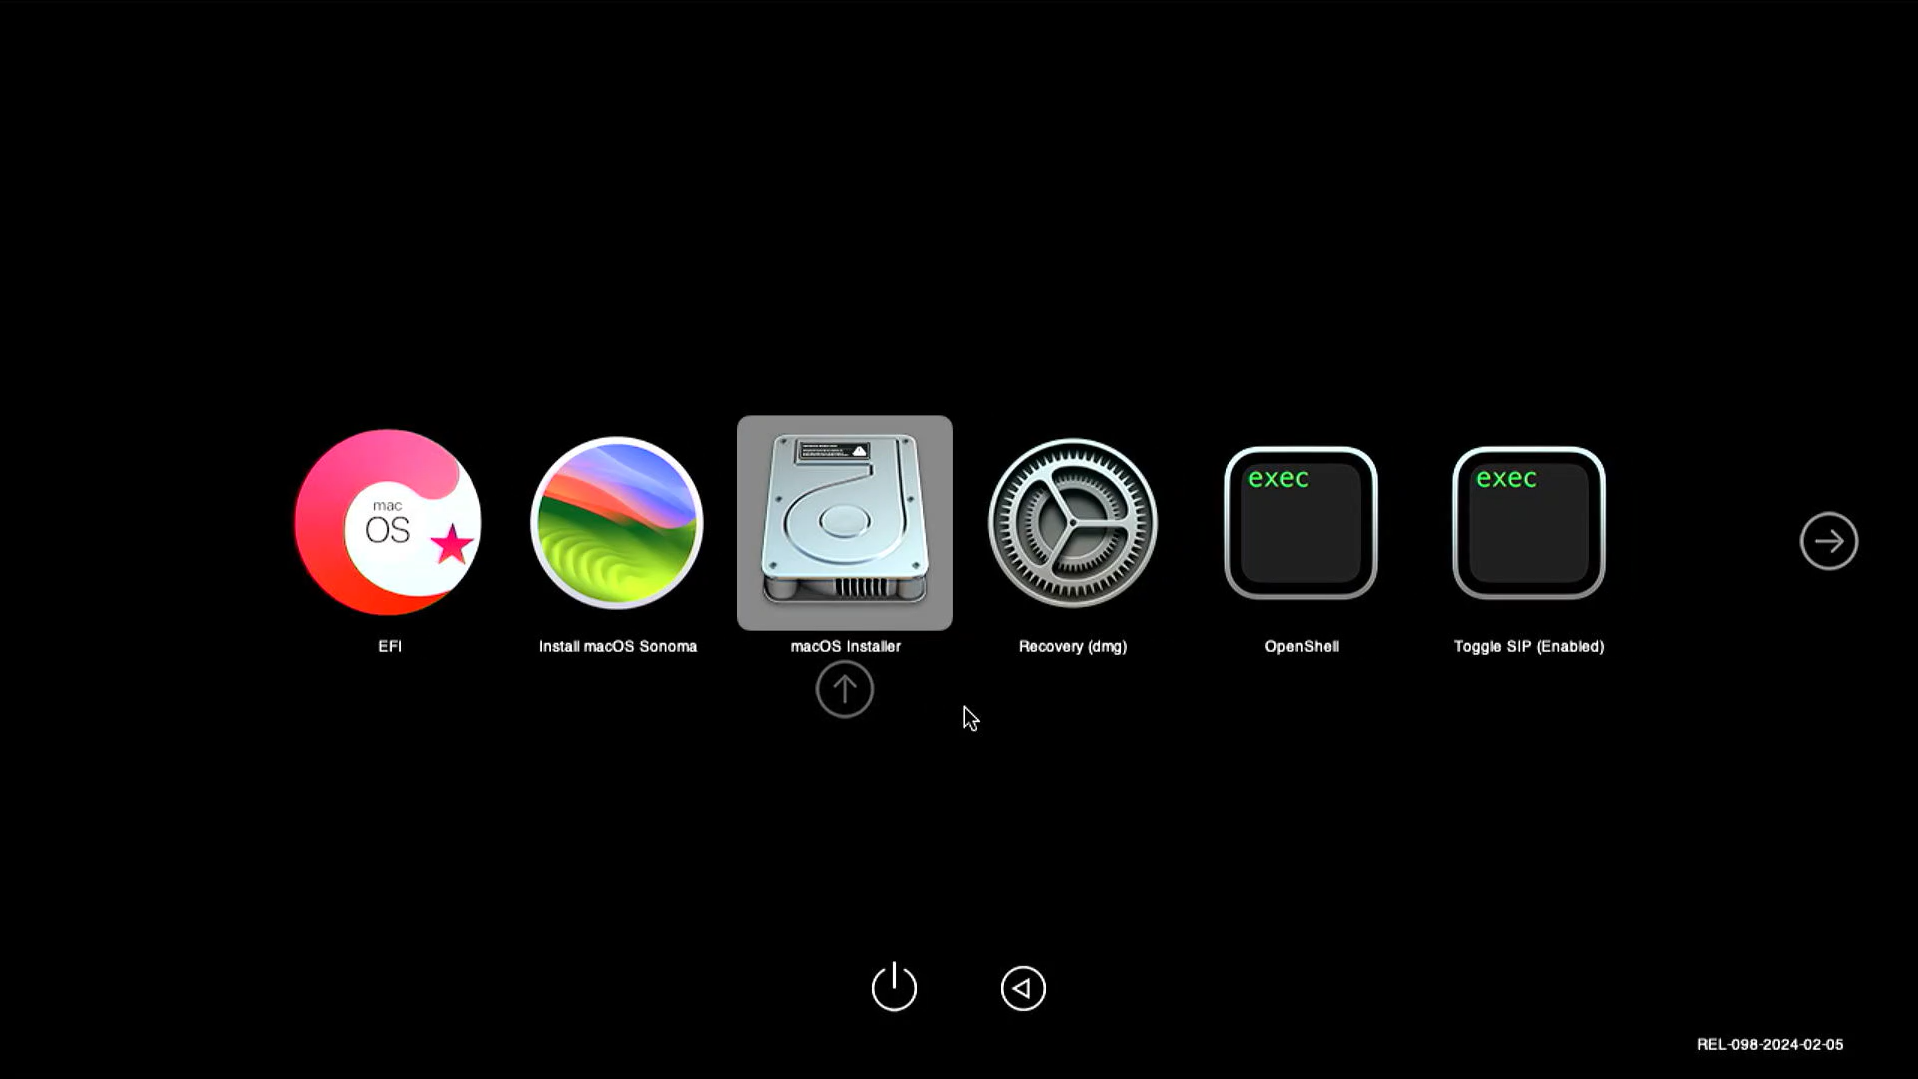 mac
OS
exec
exec
EFI
Install macOS Sonoma
macOS Installer
Recovery (dmg)
OpenShell
Toggle SIP (Enabled)
REL-098-2024-02-05